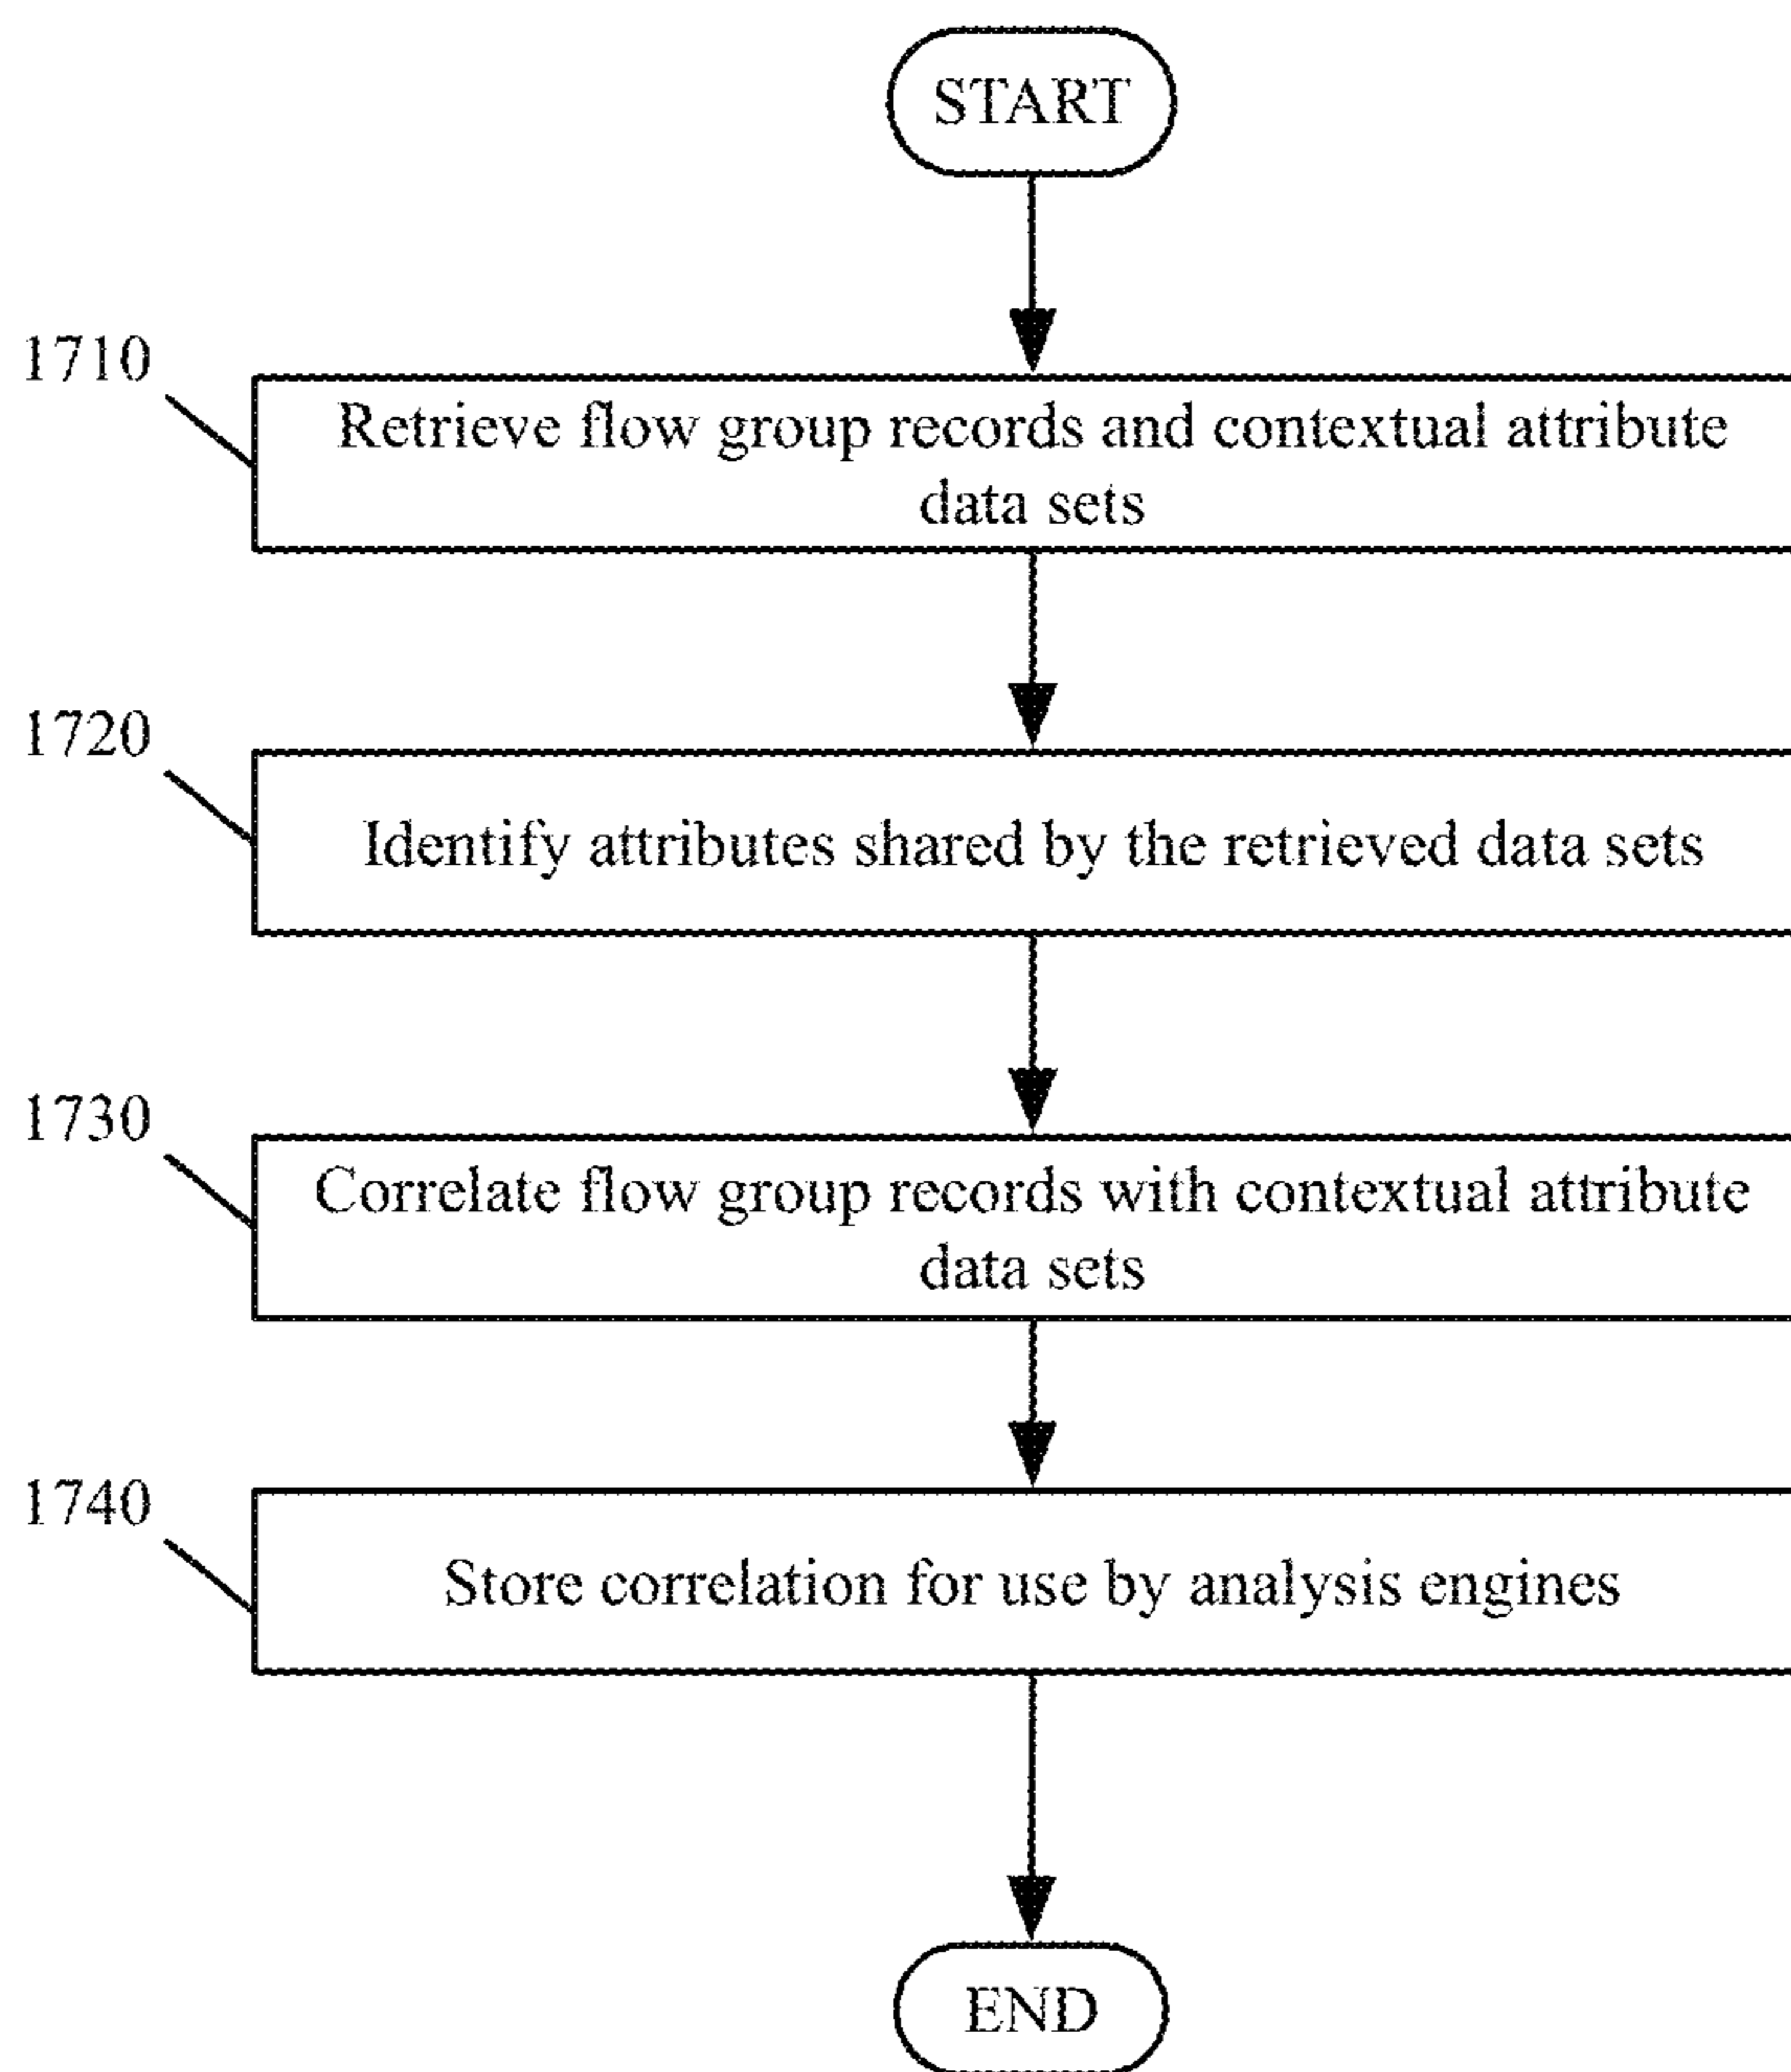 START
1710
Retrieve flow group records and contextual attribute
data sets
1720
Identify attributes shared by the retrieved data sets
1730
Correlate flow group records with contextual attribute
data sets
1740
Store correlation for use by analysis engines
END